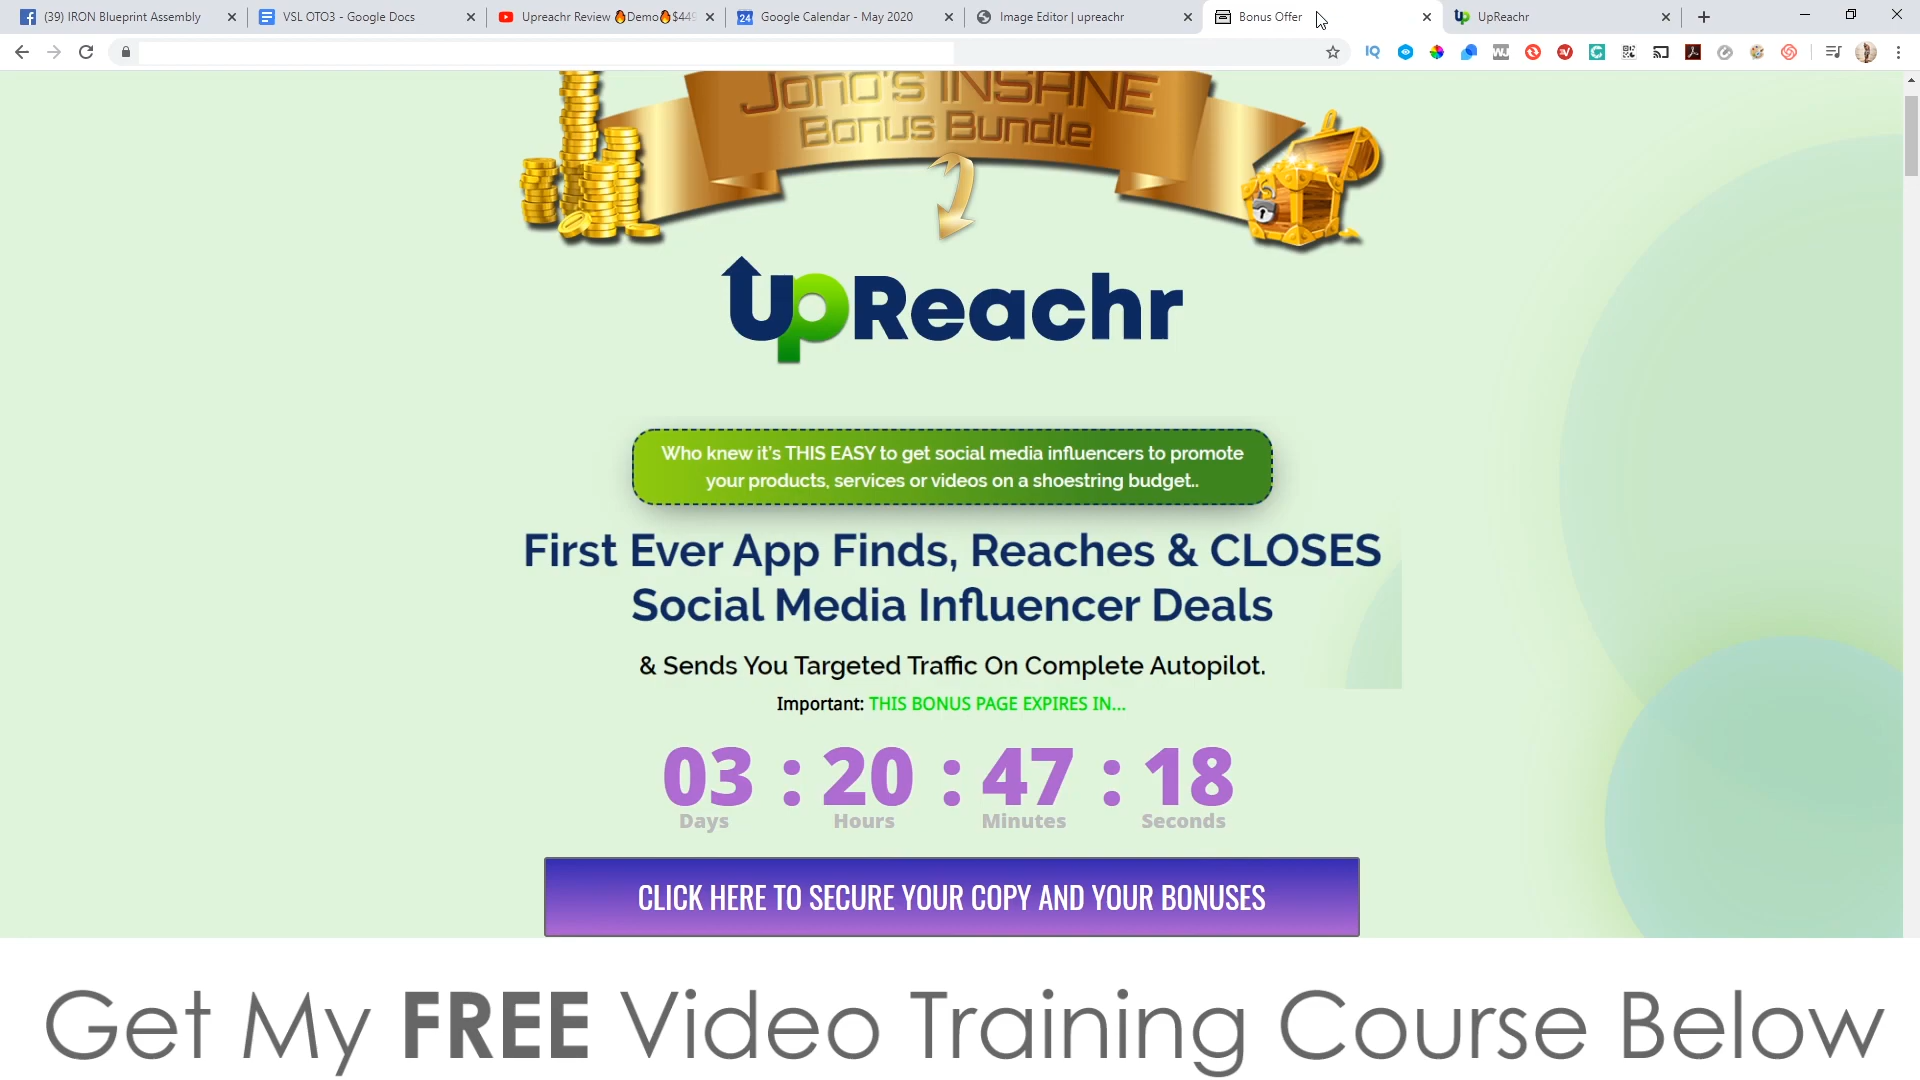 (39) IRON Blueprint Assembly
VSL OTO3 - Google Docs
Upreachr Review 🔥Demo🔥$449
Google Calendar - May 2020
Image Editor | upreachr
Bonus Offer
UpReachr
Jono's INSANE
Bonus Bundle
UpReachr
Who knew it's THIS EASY to get social media influencers to promote
your products, services or videos on a shoestring budget..
First Ever App Finds, Reaches & CLOSES
Social Media Influencer Deals
& Sends You Targeted Traffic On Complete Autopilot.
Important: THIS BONUS PAGE EXPIRES IN...
03 : 20 : 47 : 18
Days Hours Minutes Seconds
CLICK HERE TO SECURE YOUR COPY AND YOUR BONUSES
Get My FREE Video Training Course Below